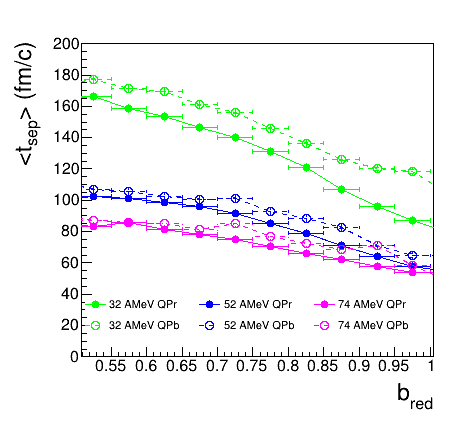 <t_sep> (fm/c)
200
180
160
140
120
100
80
60
40
20
0
32 AMeV QPr 52 AMeV QPr 74 AMeV QPr
32 AMeV QPb 52 AMeV QPb 74 AMeV QPb
0.55 0.6 0.65 0.7 0.75 0.8 0.85 0.9 0.95 1
b_red